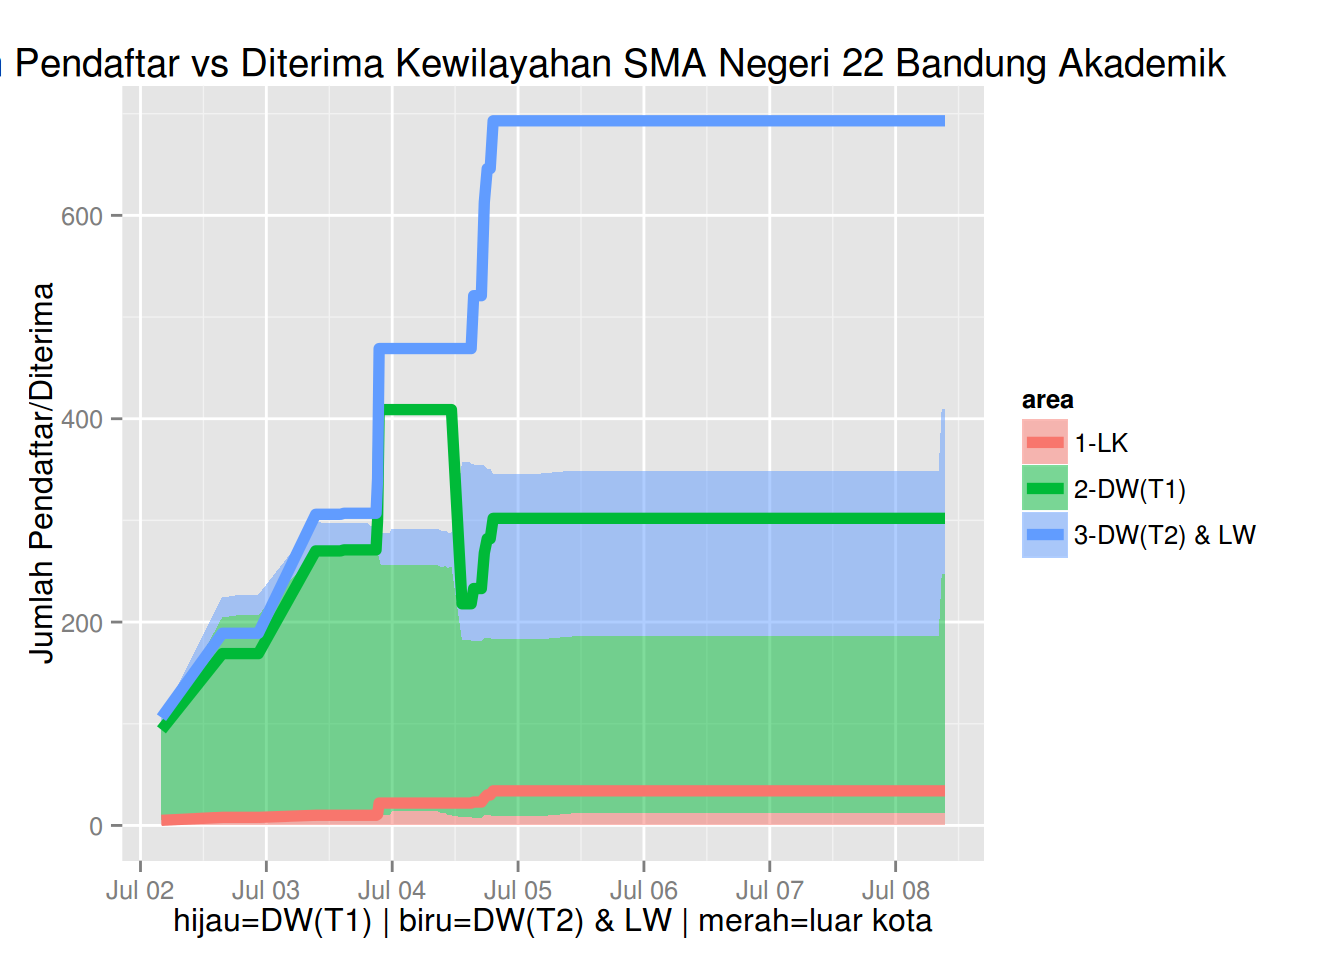 Pendaftar vs Diterima Kewilayahan SMA Negeri 22 Bandung Akademik
Jumlah Pendaftar/Diterima
600
400
200
0
Jul 02
Jul 03
Jul 04
Jul 05
Jul 06
Jul 07
Jul 08
hijau=DW(T1) | biru=DW(T2) & LW | merah=luar kota
area
1-LK
2-DW(T1)
3-DW(T2) & LW